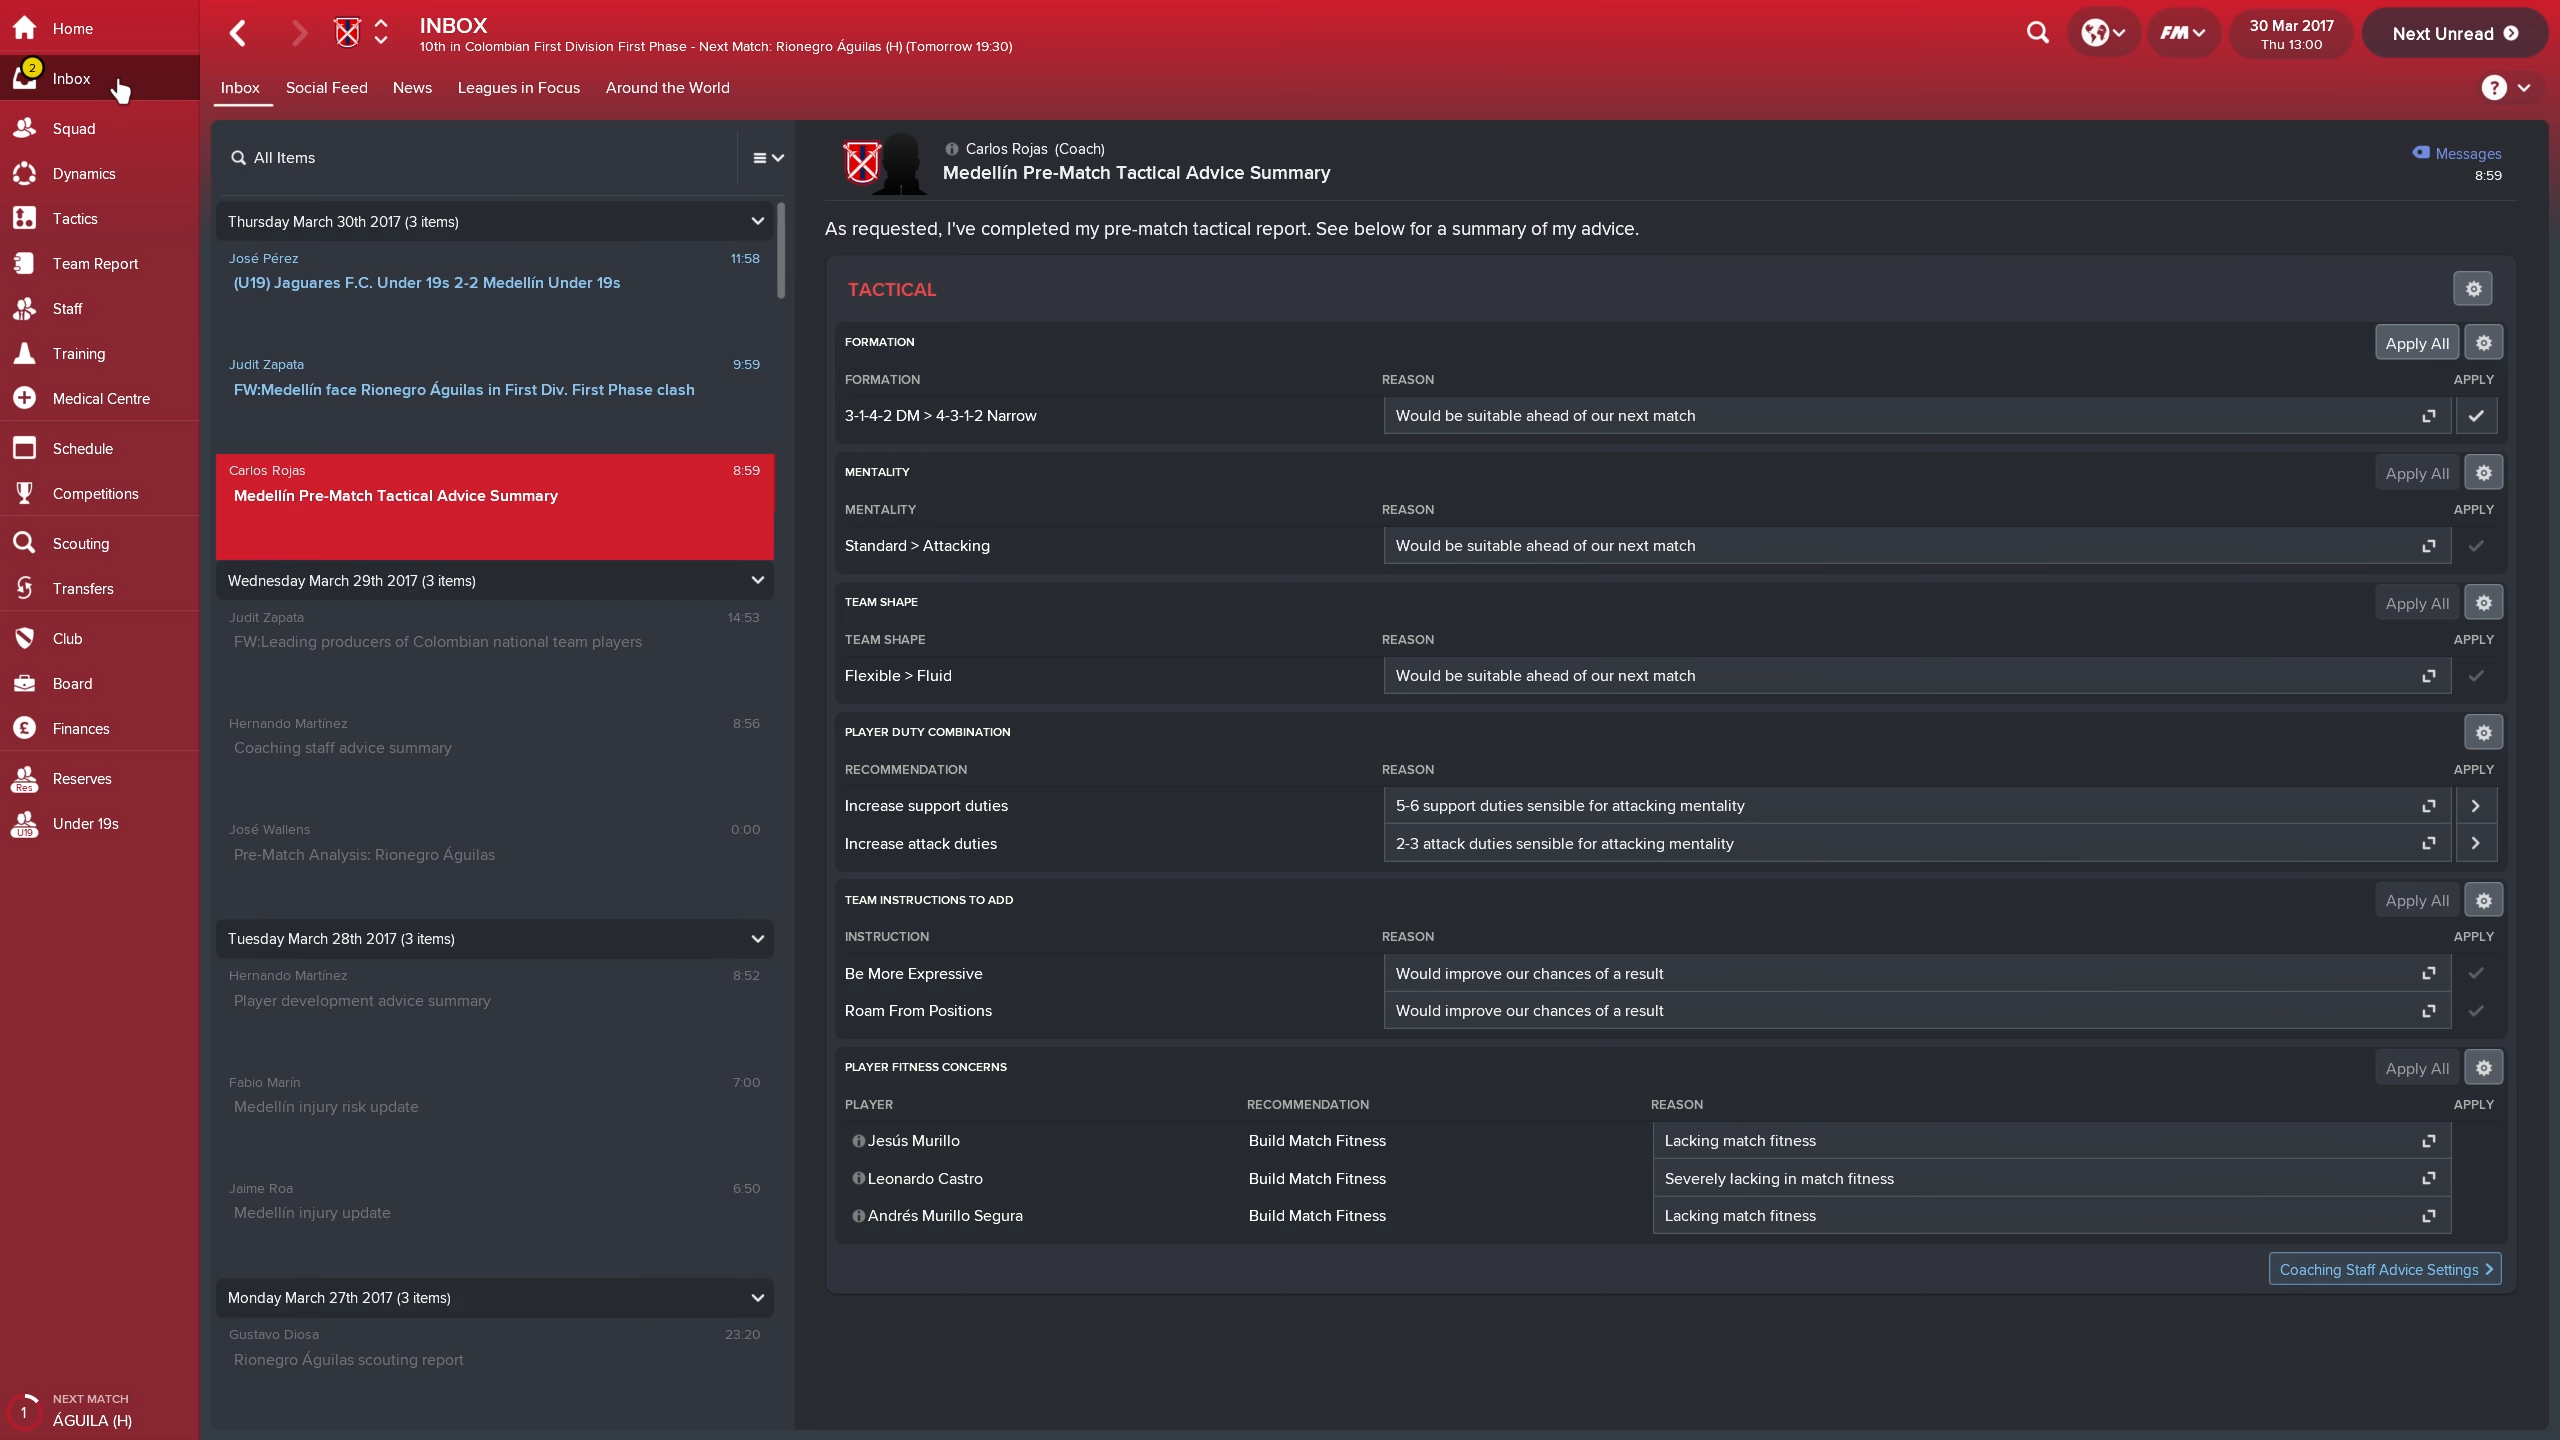 Home
2
Inbox
Squad
Dynamics
Tactics
Team Report
Staff
Training
Medical Centre
Schedule
Competitions
Scouting
Transfers
Club
Board
£
Finances
Res
Reserves
U19
Under 19s
1
NEXT MATCH
ÁGUILA (H)
INBOX
10th in Colombian First Division First Phase - Next Match: Rionegro Águilas (H) (Tomorrow 19:30)
FM
30 Mar 2017
Thu 13:00
Next Unread
Inbox Social Feed News Leagues in Focus Around the World
?
All Items
Thursday March 30th 2017 (3 items)
José Pérez 11:58
(U19) Jaguares F.C. Under 19s 2-2 Medellín Under 19s
Judit Zapata 9:59
FW:Medellín face Rionegro Águilas in First Div. First Phase clash
Carlos Rojas 8:59
Medellín Pre-Match Tactical Advice Summary
Wednesday March 29th 2017 (3 items)
Judit Zapata 14:53
FW:Leading producers of Colombian national team players
Hernando Martínez 8:56
Coaching staff advice summary
José Wallens 0:00
Pre-Match Analysis: Rionegro Águilas
Tuesday March 28th 2017 (3 items)
Hernando Martínez 8:52
Player development advice summary
Fabio Marín 7:00
Medellín injury risk update
Jaime Roa 6:50
Medellín injury update
Monday March 27th 2017 (3 items)
Gustavo Diosa 23:20
Rionegro Águilas scouting report
Carlos Rojas (Coach)
Medellín Pre-Match Tactical Advice Summary
Messages
8:59
As requested, I've completed my pre-match tactical report. See below for a summary of my advice.
TACTICAL
FORMATION Apply All
FORMATION REASON APPLY
3-1-4-2 DM > 4-3-1-2 Narrow Would be suitable ahead of our next match
MENTALITY Apply All
MENTALITY REASON APPLY
Standard > Attacking Would be suitable ahead of our next match
TEAM SHAPE Apply All
TEAM SHAPE REASON APPLY
Flexible > Fluid Would be suitable ahead of our next match
PLAYER DUTY COMBINATION
RECOMMENDATION REASON APPLY
Increase support duties 5-6 support duties sensible for attacking mentality
Increase attack duties 2-3 attack duties sensible for attacking mentality
TEAM INSTRUCTIONS TO ADD Apply All
INSTRUCTION REASON APPLY
Be More Expressive Would improve our chances of a result
Roam From Positions Would improve our chances of a result
PLAYER FITNESS CONCERNS Apply All
PLAYER RECOMMENDATION REASON APPLY
Jesús Murillo Build Match Fitness Lacking match fitness
Leonardo Castro Build Match Fitness Severely lacking in match fitness
Andrés Murillo Segura Build Match Fitness Lacking match fitness
Coaching Staff Advice Settings